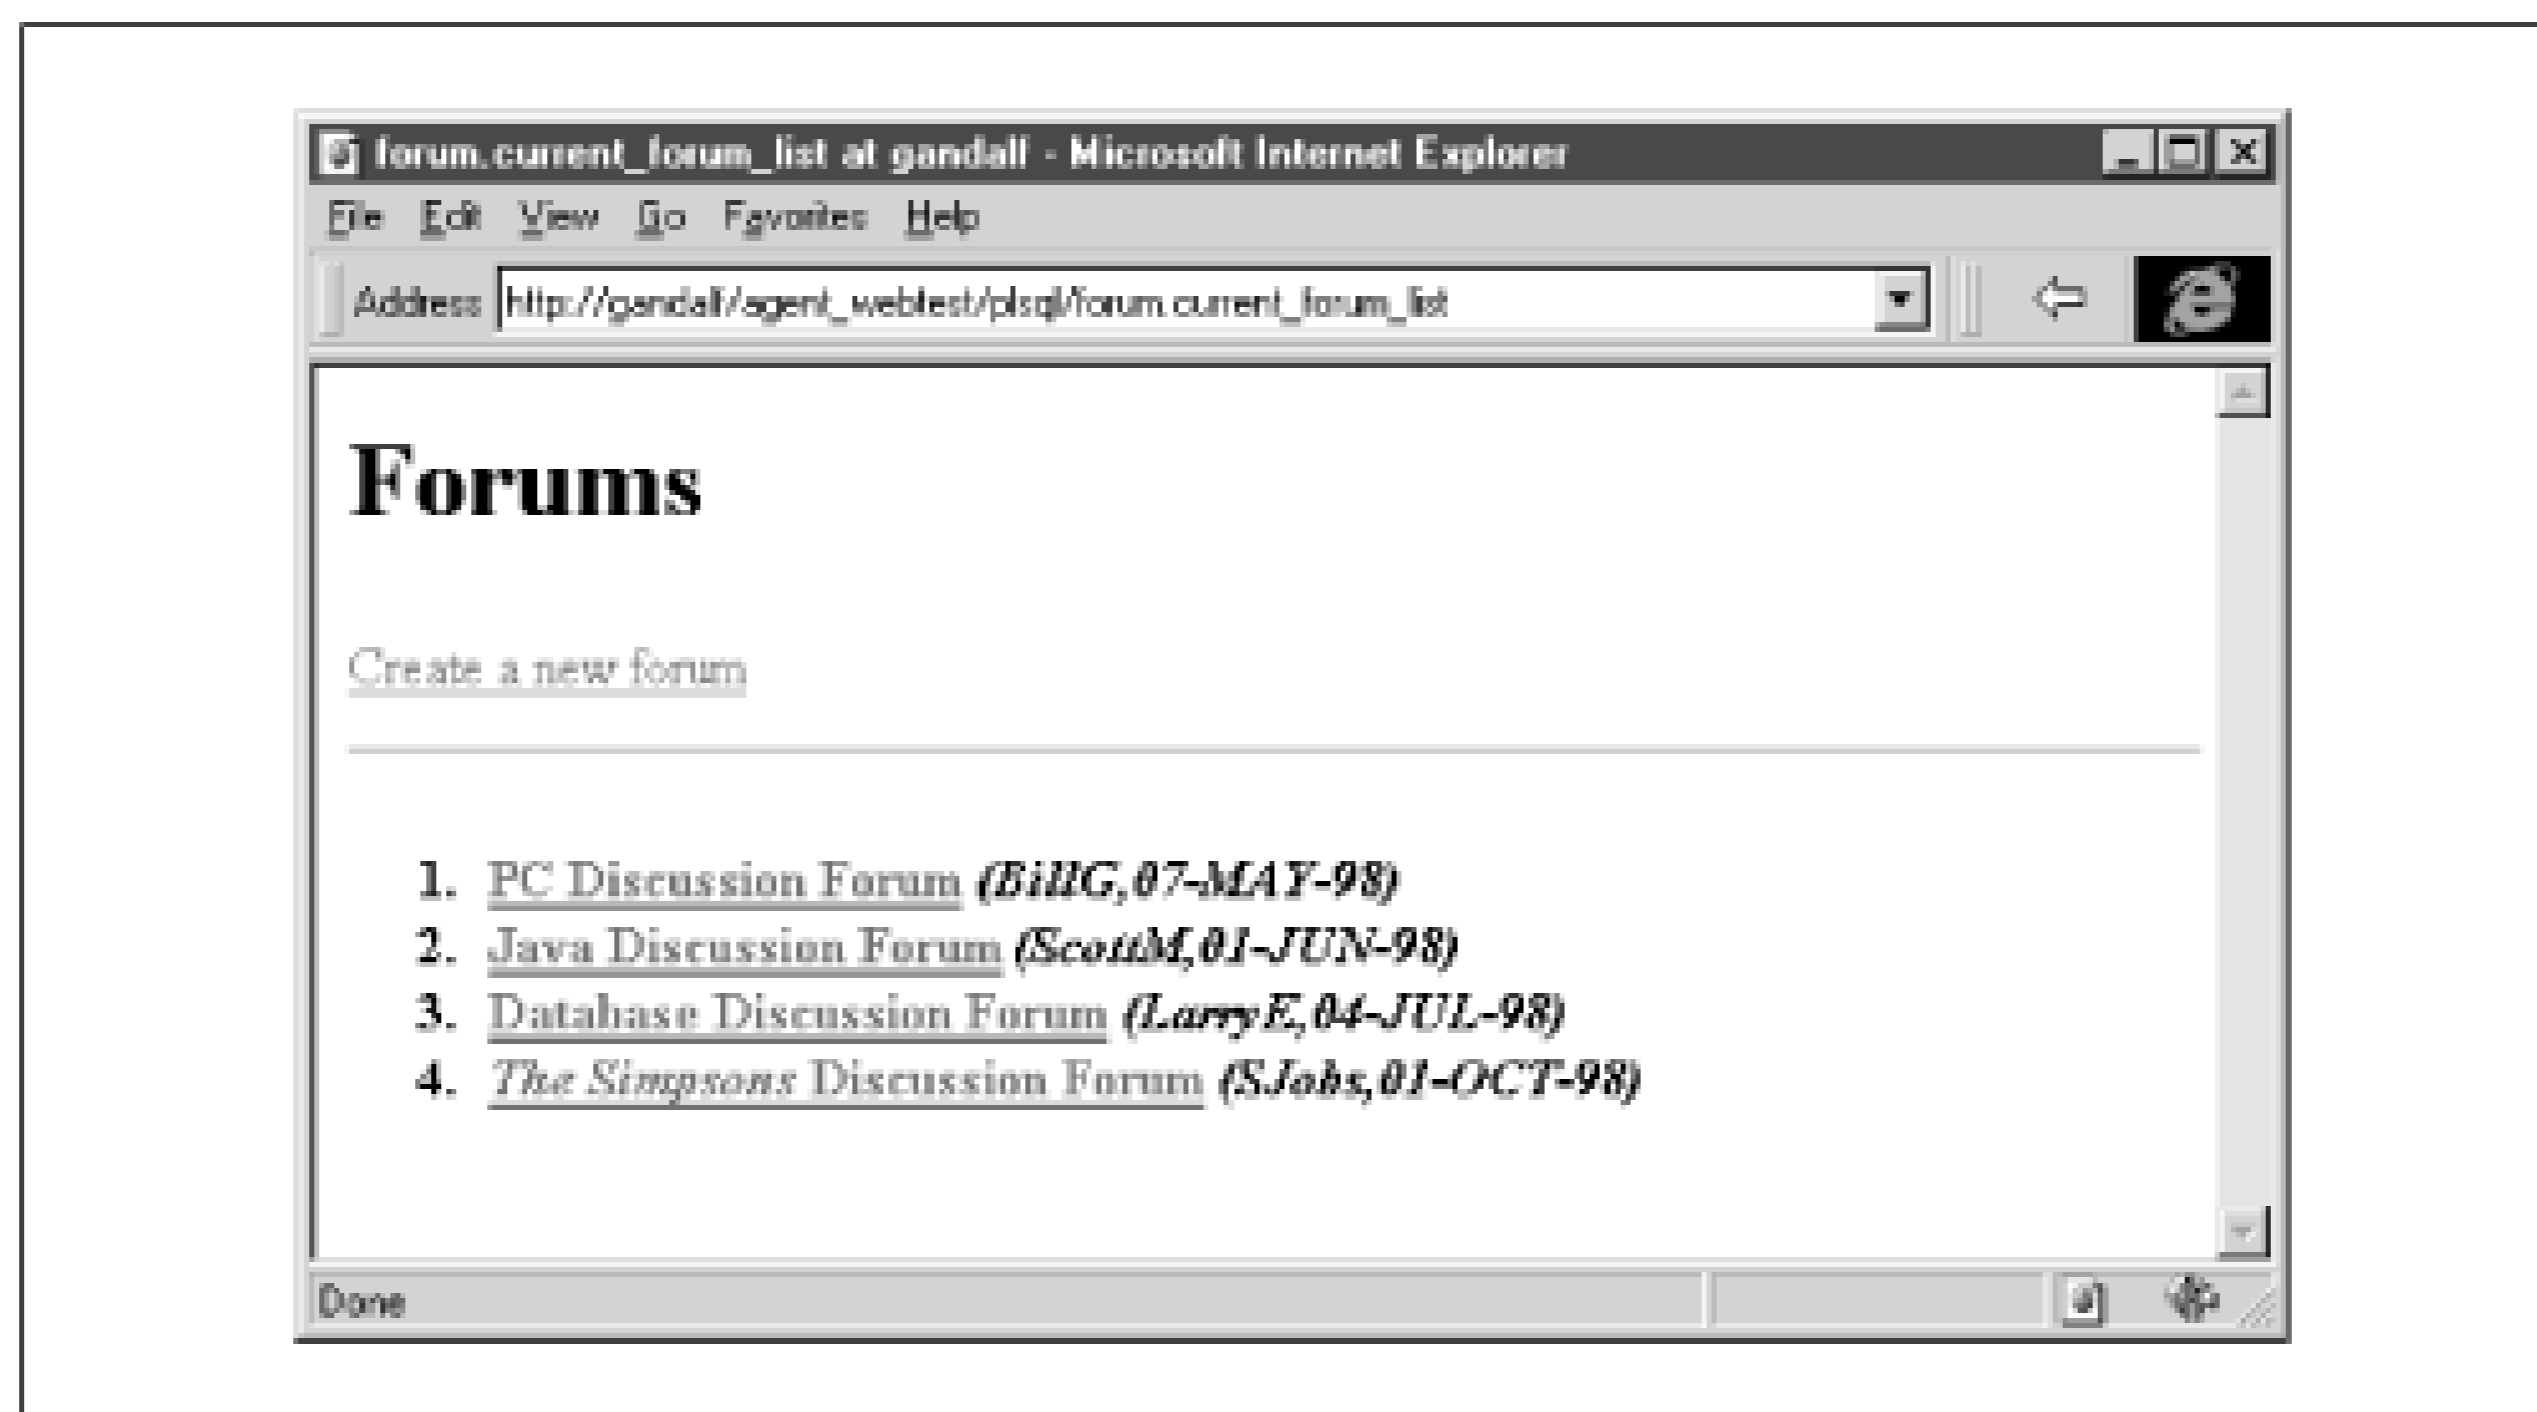 forum.current_forum_list at gandalf - Microsoft Internet Explorer
File Edit View Go Favorites Help
Address http://gandalf/agent_webtest/plsql/forum.current_forum_list
Forums
Create a new forum
1. PC Discussion Forum (BillG,07-MAY-98)
2. Java Discussion Forum (ScottM,01-JUN-98)
3. Database Discussion Forum (LarryE,04-JUL-98)
4. The Simpsons Discussion Forum (SJobs,01-OCT-98)
Done